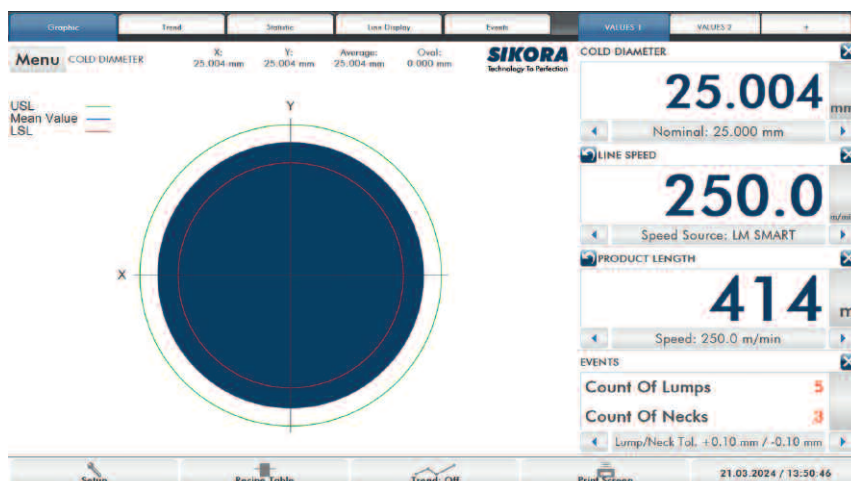 Graphic
Trend
Statistic
Line Display
Events
VALUES 1
VALUES 2
+
Menu
COLD DIAMETER
X:
25.004 mm
Y:
25.004 mm
Average:
25.004 mm
Oval:
0.000 mm
SIKORA
Technology To Perfection
USL
Mean Value
LSL
Y
X
COLD DIAMETER
25.004 mm
Nominal: 25.000 mm
LINE SPEED
250.0 m/min
Speed Source: LM SMART
PRODUCT LENGTH
414 m
Speed: 250.0 m/min
EVENTS
Count Of Lumps 5
Count Of Necks 3
Lump/Neck Tol. +0.10 mm / -0.10 mm
Setup
Recipe Table
Trend: Off
Print Screen
21.03.2024 / 13:50:46